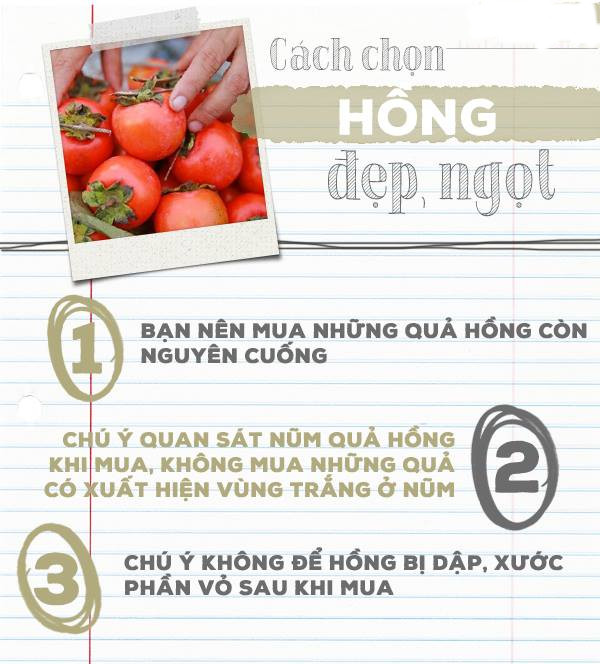 Cách chọn
HỒNG
đẹp, ngọt
1
BẠN NÊN MUA NHỮNG QUẢ HỒNG CÒN
NGUYÊN CUỐNG
CHÚ Ý QUAN SÁT NŨM QUẢ HỒNG
KHI MUA, KHÔNG MUA NHỮNG QUẢ
CÓ XUẤT HIỆN VÙNG TRẮNG Ở NŨM
2
3
CHÚ Ý KHÔNG ĐỂ HỒNG BỊ DẬP, XƯỚC
PHẦN VỎ SAU KHI MUA